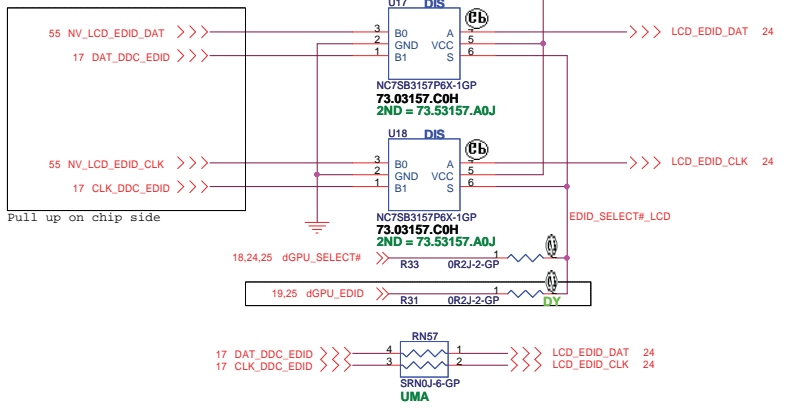 U17 DIS
55 NV_LCD_EDID_DAT
3 B0 A
LCD_EDID_DAT 24
2 GND VCC 5
17 DAT_DDC_EDID
1 B1 S 6
NC7SB3157P6X-1GP
73.03157.C0H
2ND = 73.53157.A0J
U18 DIS
55 NV_LCD_EDID_CLK
3 B0 A
LCD_EDID_CLK 24
2 GND VCC 5
17 CLK_DDC_EDID
1 B1 S 6
Pull up on chip side
NC7SB3157P6X-1GP
73.03157.C0H
2ND = 73.53157.A0J
EDID_SELECT#_LCD
18,24,25 dGPU_SELECT#
1
R33 0R2J-2-GP
19,25 dGPU_EDID
1
R31 0R2J-2-GP
DY
RN57
17 DAT_DDC_EDID 4 1 LCD_EDID_DAT 24
17 CLK_DDC_EDID 3 2 LCD_EDID_CLK 24
SRN0J-6-GP
UMA